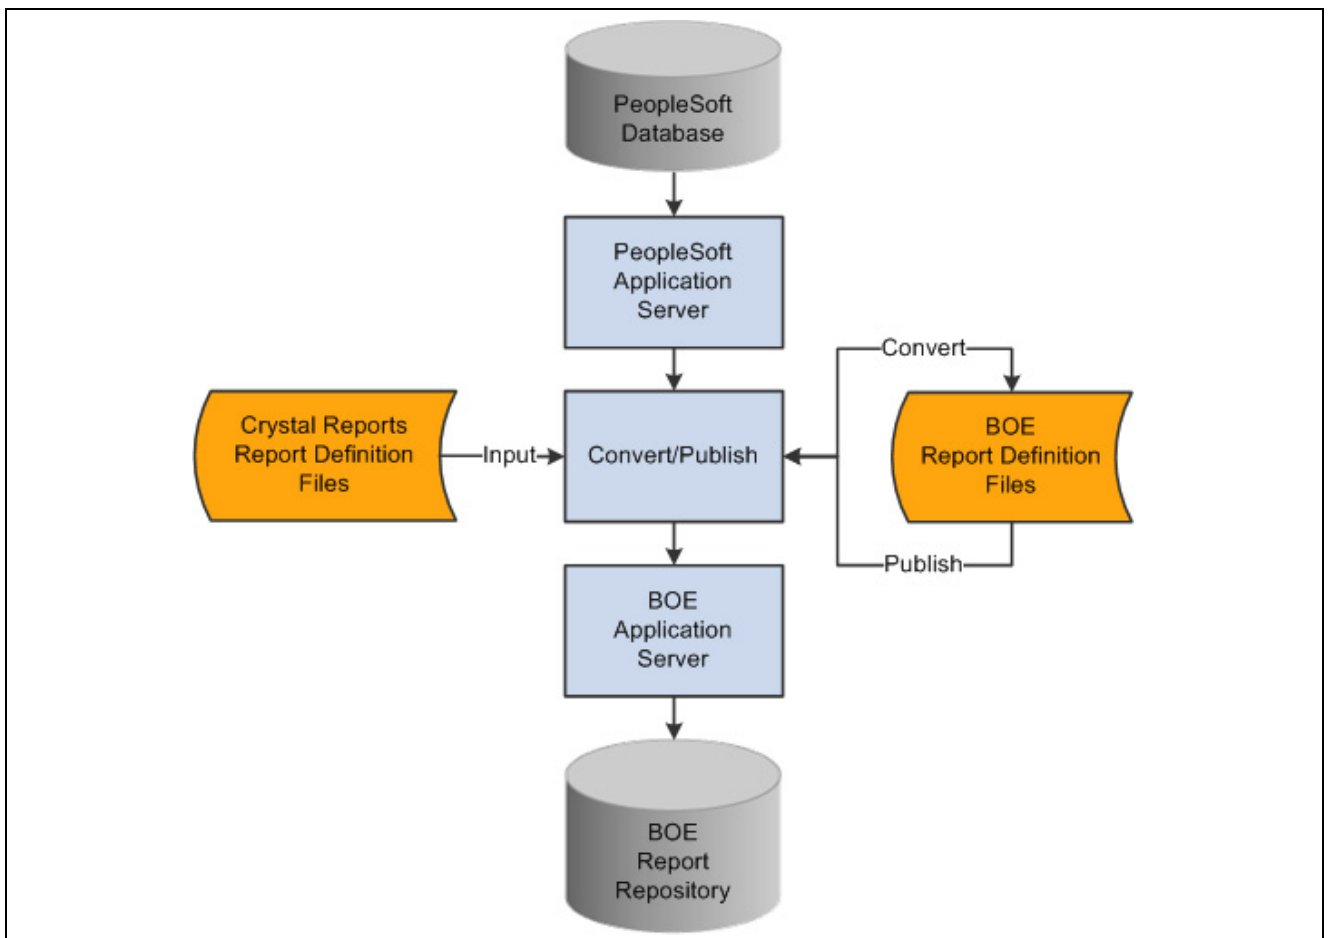 PeopleSoft
Database
PeopleSoft
Application
Server
Convert
Crystal Reports
Report Definition
Files
Input
Convert/Publish
BOE
Report Definition
Files
Publish
BOE
Application
Server
BOE
Report
Repository